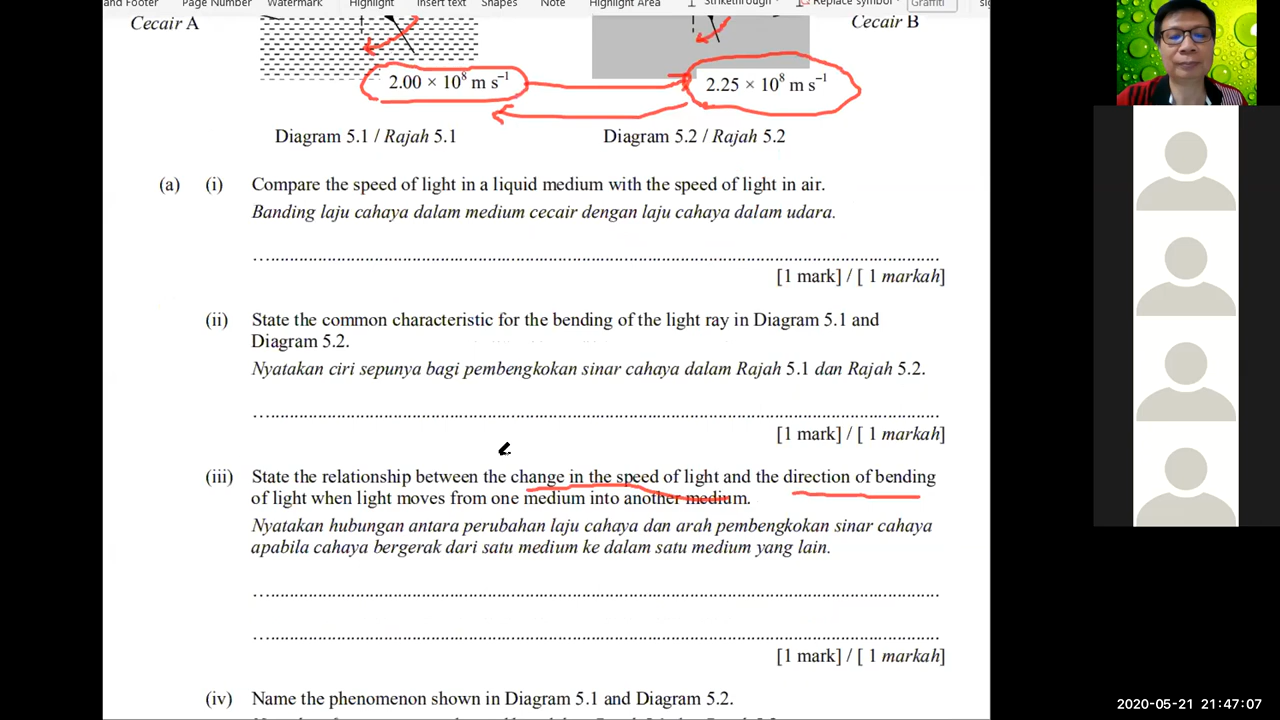 and Footer Page Number Watermark Highlight Insert text Shapes Note Highlight Area Strikethrough Replace symbol Graffiti
Cecair A Cecair B
2.00 × 10⁸ m s⁻¹ 2.25 × 10⁸ m s⁻¹
Diagram 5.1 / Rajah 5.1 Diagram 5.2 / Rajah 5.2
(a) (i) Compare the speed of light in a liquid medium with the speed of light in air.
Banding laju cahaya dalam medium cecair dengan laju cahaya dalam udara.
[1 mark] / [ 1 markah]
(ii) State the common characteristic for the bending of the light ray in Diagram 5.1 and
Diagram 5.2.
Nyatakan ciri sepunya bagi pembengkokan sinar cahaya dalam Rajah 5.1 dan Rajah 5.2.
[1 mark] / [ 1 markah]
(iii) State the relationship between the change in the speed of light and the direction of bending
of light when light moves from one medium into another medium.
Nyatakan hubungan antara perubahan laju cahaya dan arah pembengkokan sinar cahaya
apabila cahaya bergerak dari satu medium ke dalam satu medium yang lain.
[1 mark] / [ 1 markah]
(iv) Name the phenomenon shown in Diagram 5.1 and Diagram 5.2.
2020-05-21 21:47:07